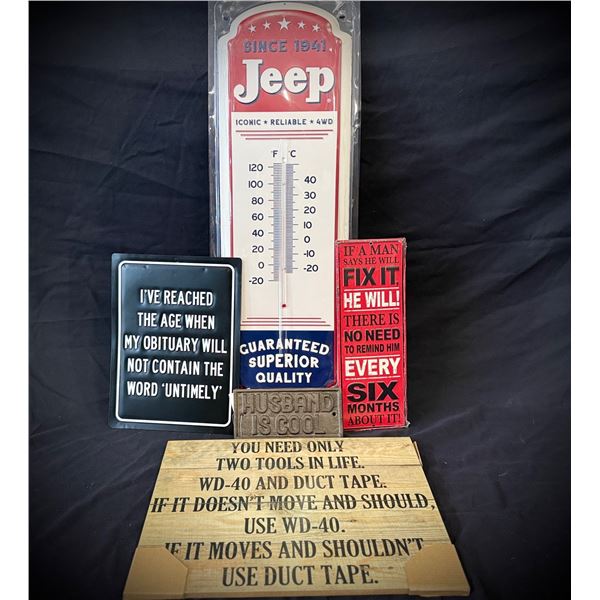 SINCE 1941
Jeep
ICONIC ★ RELIABLE ★ 4WD
°F °C
120
100
80
60
40
20
0
-20
40
30
20
10
0
-10
-20
GUARANTEED
SUPERIOR
QUALITY
I'VE REACHED
THE AGE WHEN
MY OBITUARY WILL
NOT CONTAIN THE
WORD 'UNTIMELY'
IF A MAN
SAYS HE WILL
FIX IT
HE WILL!
THERE IS
NO NEED
TO REMIND HIM
EVERY
SIX
MONTHS
ABOUT IT!
HUSBAND
IS COOL
YOU NEED ONLY
TWO TOOLS IN LIFE.
WD-40 AND DUCT TAPE.
IF IT DOESN'T MOVE AND SHOULD,
USE WD-40.
IF IT MOVES AND SHOULDN'T
USE DUCT TAPE.